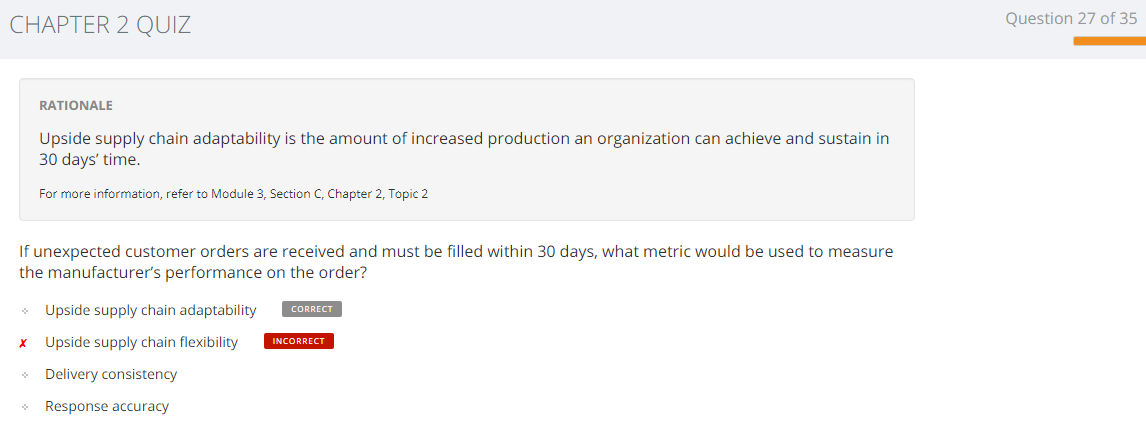 CHAPTER 2 QUIZ
Question 27 of 35
RATIONALE
Upside supply chain adaptability is the amount of increased production an organization can achieve and sustain in
30 days’ time.
For more information, refer to Module 3, Section C, Chapter 2, Topic 2
If unexpected customer orders are received and must be filled within 30 days, what metric would be used to measure
the manufacturer’s performance on the order?
Upside supply chain adaptability CORRECT
✗ Upside supply chain flexibility INCORRECT
Delivery consistency
Response accuracy